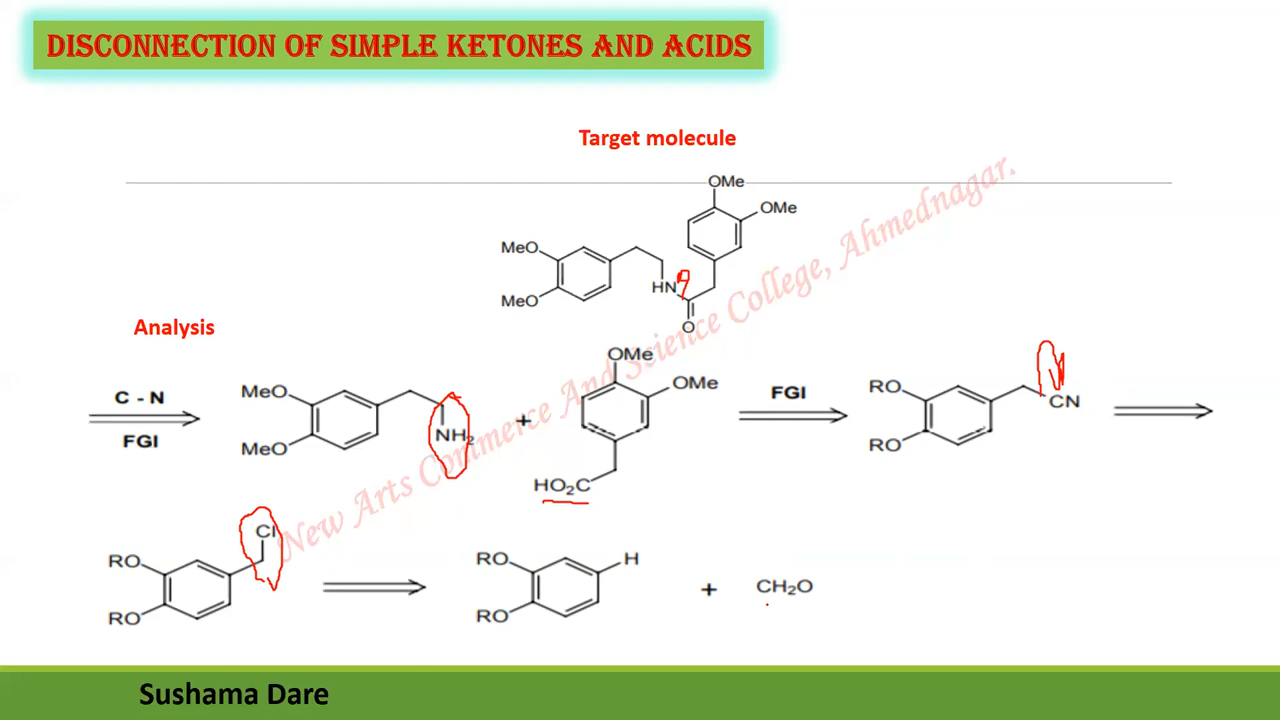 DISCONNECTION OF SIMPLE KETONES AND ACIDS
Target molecule
OMe
OMe
MeO
MeO
HN
O
Analysis
C - N
FGI
MeO
MeO
NH2
+
OMe
OMe
HO2C
FGI
RO
RO
CN
Cl
RO
RO
RO
RO
H
+
CH2O
New Arts Commerce And Science College, Ahmednagar.
Sushama Dare